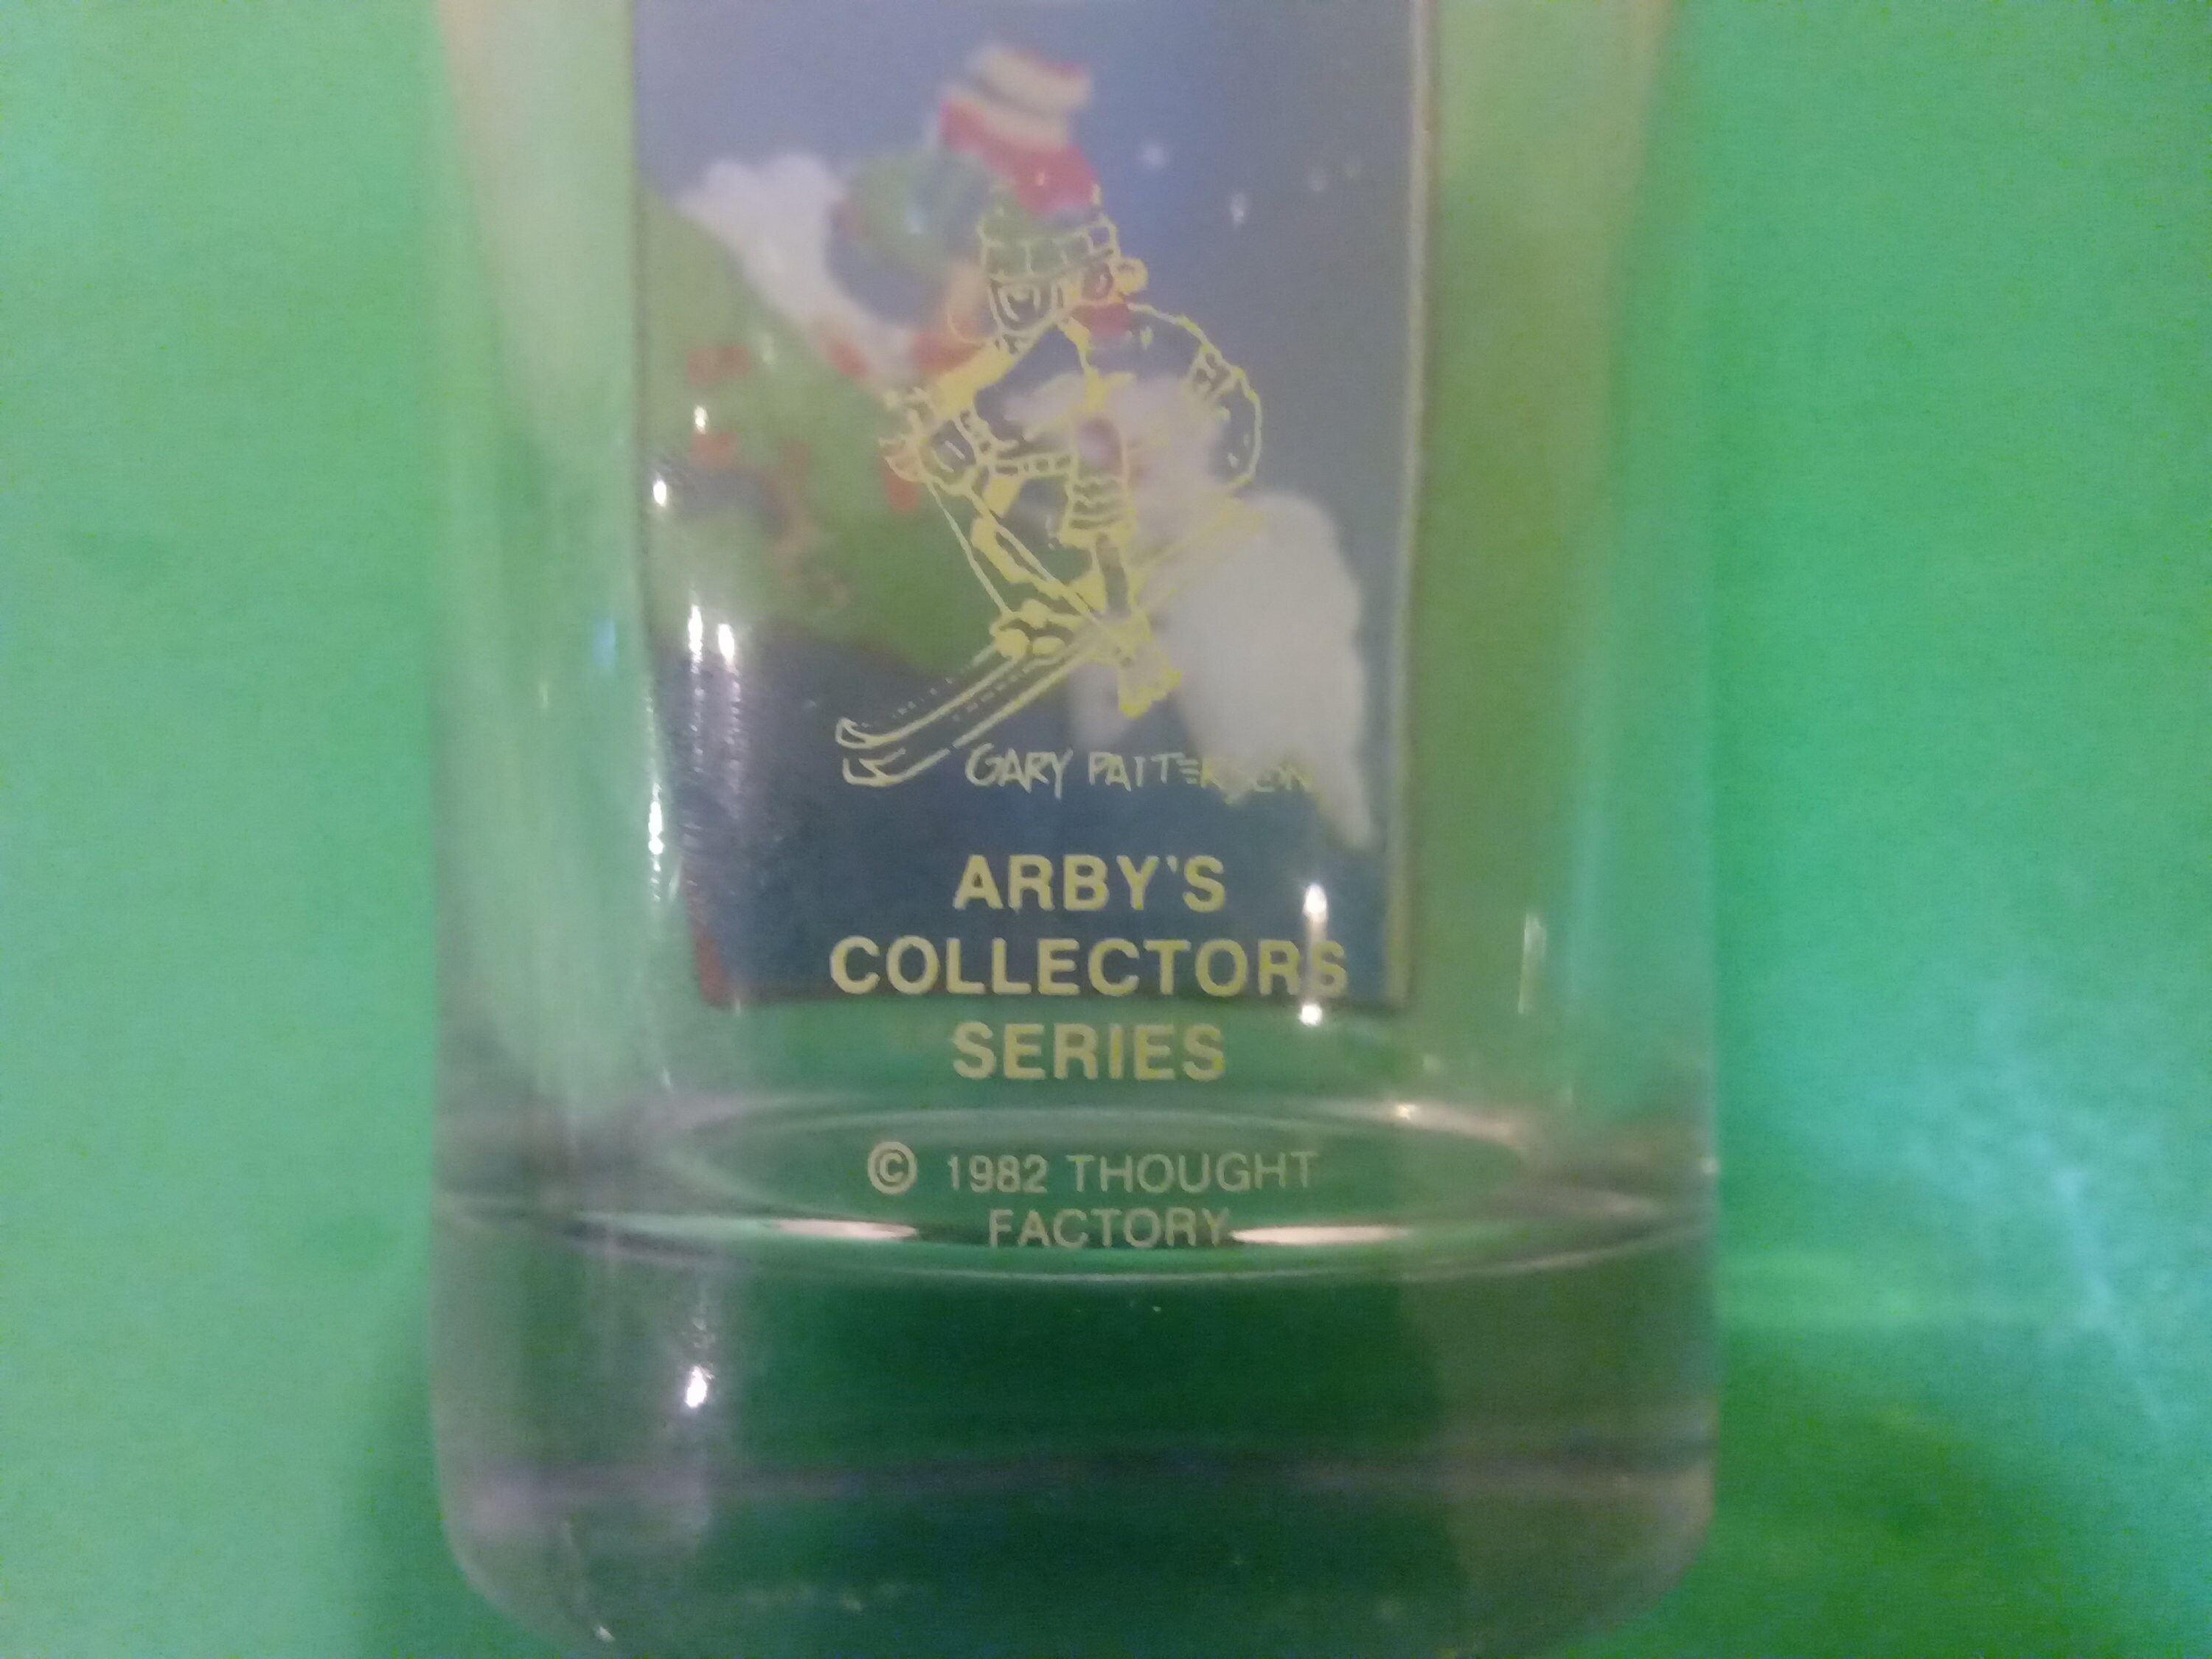 GARY PATTERSON
ARBY'S
COLLECTORS
SERIES
© 1982 THOUGHT
FACTORY